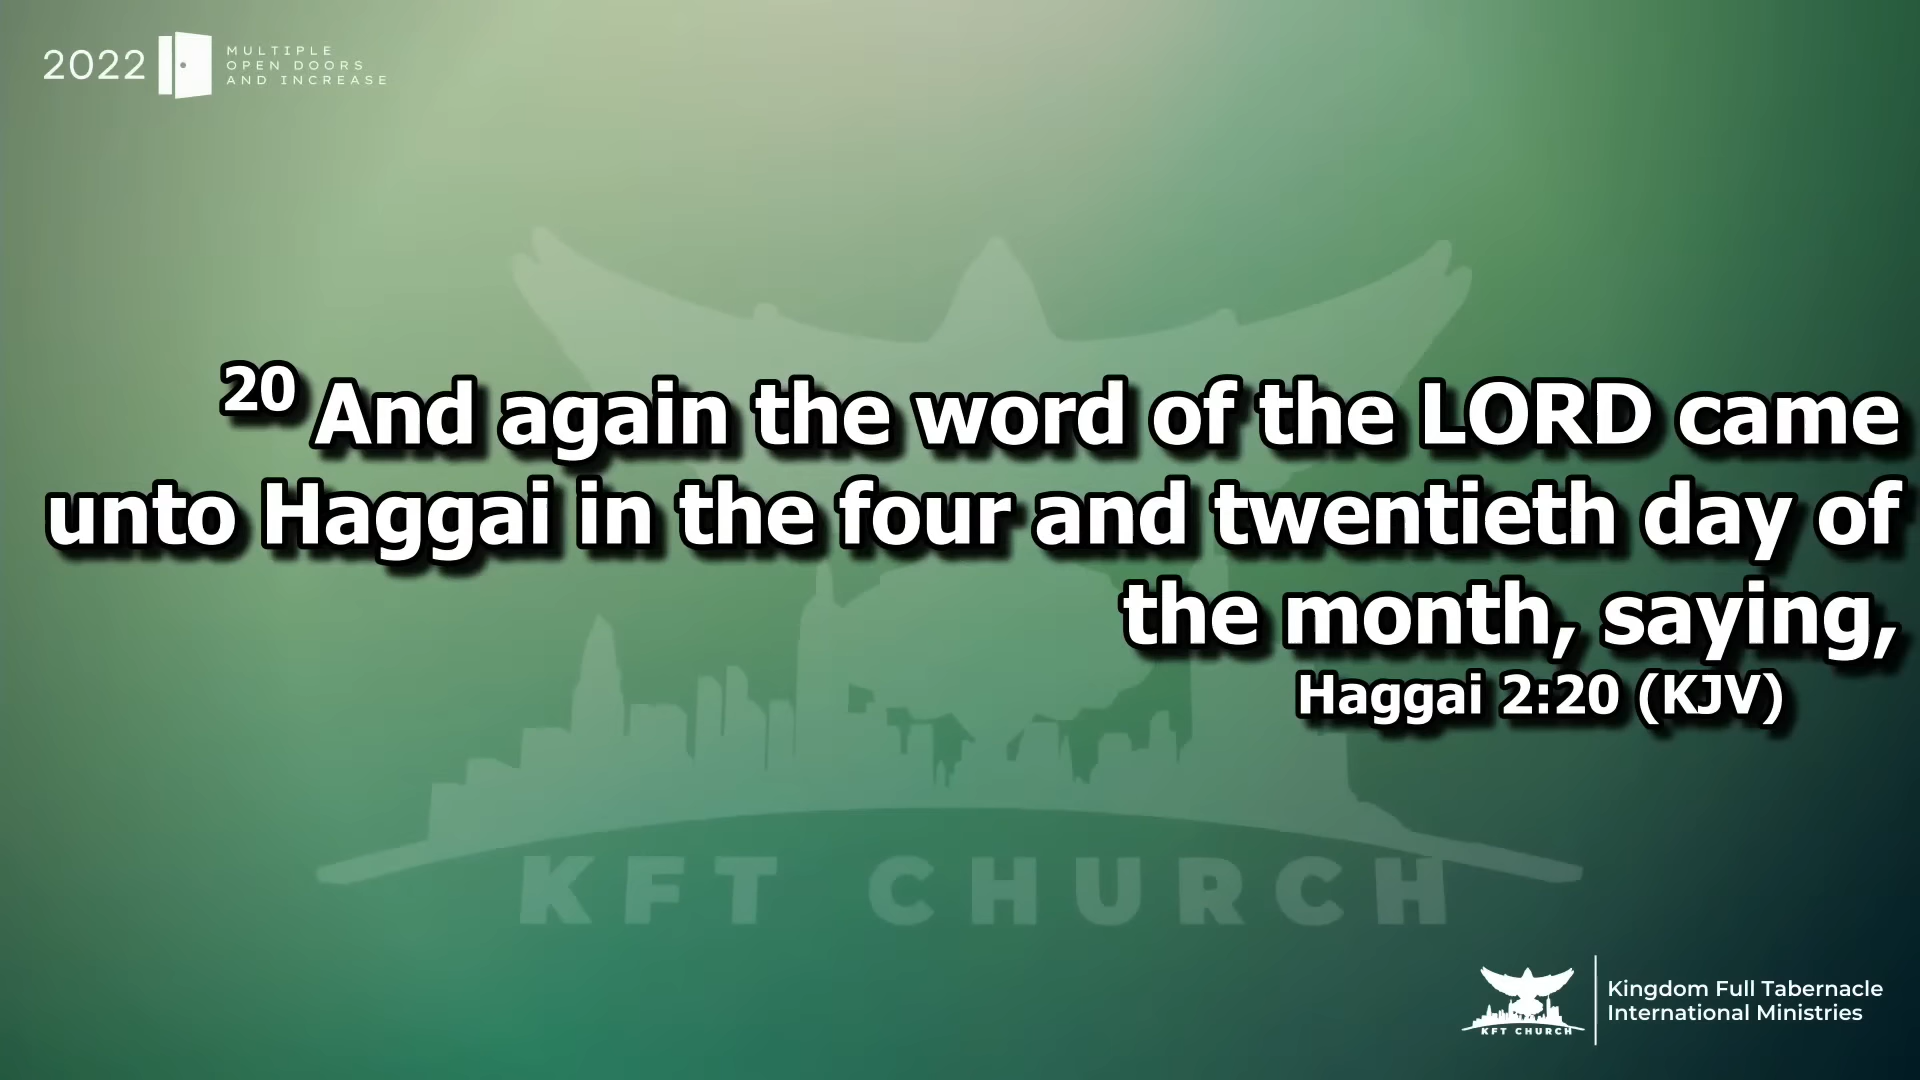 2022
MULTIPLE
OPEN DOORS
AND INCREASE
20 And again the word of the LORD came
unto Haggai in the four and twentieth day of
the month, saying,
Haggai 2:20 (KJV)
KFT CHURCH
KFT CHURCH
Kingdom Full Tabernacle
International Ministries